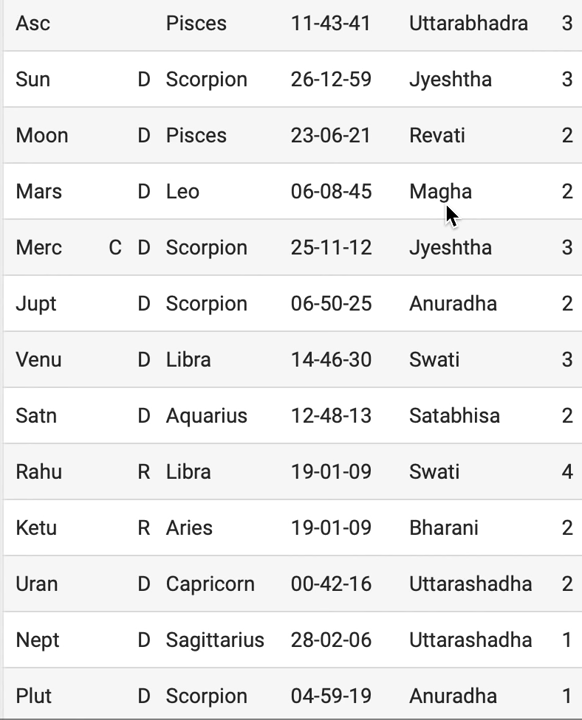 Asc Pisces 11-43-41 Uttarabhadra 3
Sun D Scorpion 26-12-59 Jyeshtha 3
Moon D Pisces 23-06-21 Revati 2
Mars D Leo 06-08-45 Magha 2
Merc C D Scorpion 25-11-12 Jyeshtha 3
Jupt D Scorpion 06-50-25 Anuradha 2
Venu D Libra 14-46-30 Swati 3
Satn D Aquarius 12-48-13 Satabhisa 2
Rahu R Libra 19-01-09 Swati 4
Ketu R Aries 19-01-09 Bharani 2
Uran D Capricorn 00-42-16 Uttarashadha 2
Nept D Sagittarius 28-02-06 Uttarashadha 1
Plut D Scorpion 04-59-19 Anuradha 1